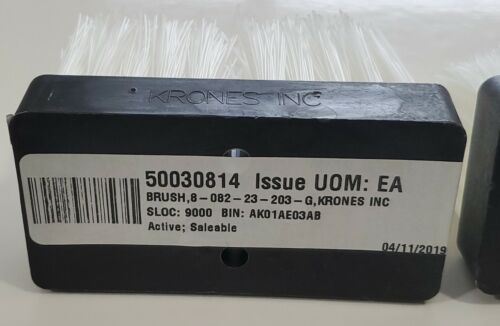 KRONES INC
50030814 Issue UOM: EA
BRUSH,8-082-23-203-G,KRONES INC
SLOC: 9000 BIN: AK01AE03AB
Active; Saleable
04/11/2019